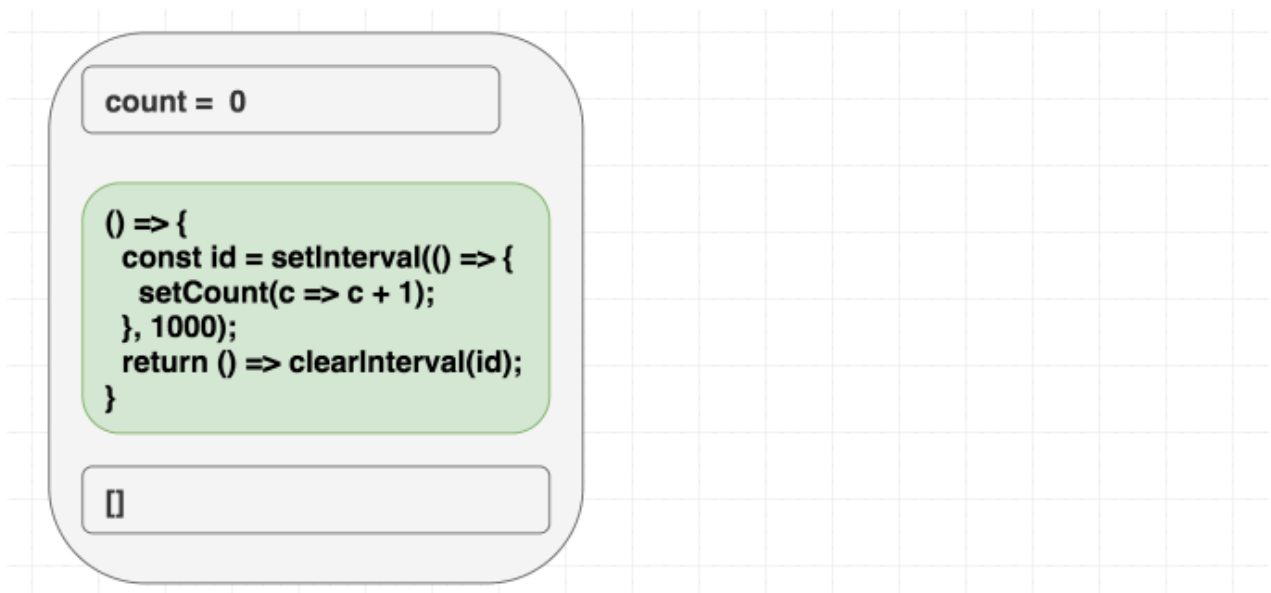 count = 0
() => {
const id = setInterval(() => {
setCount(c => c + 1);
}, 1000);
return () => clearInterval(id);
}
[]